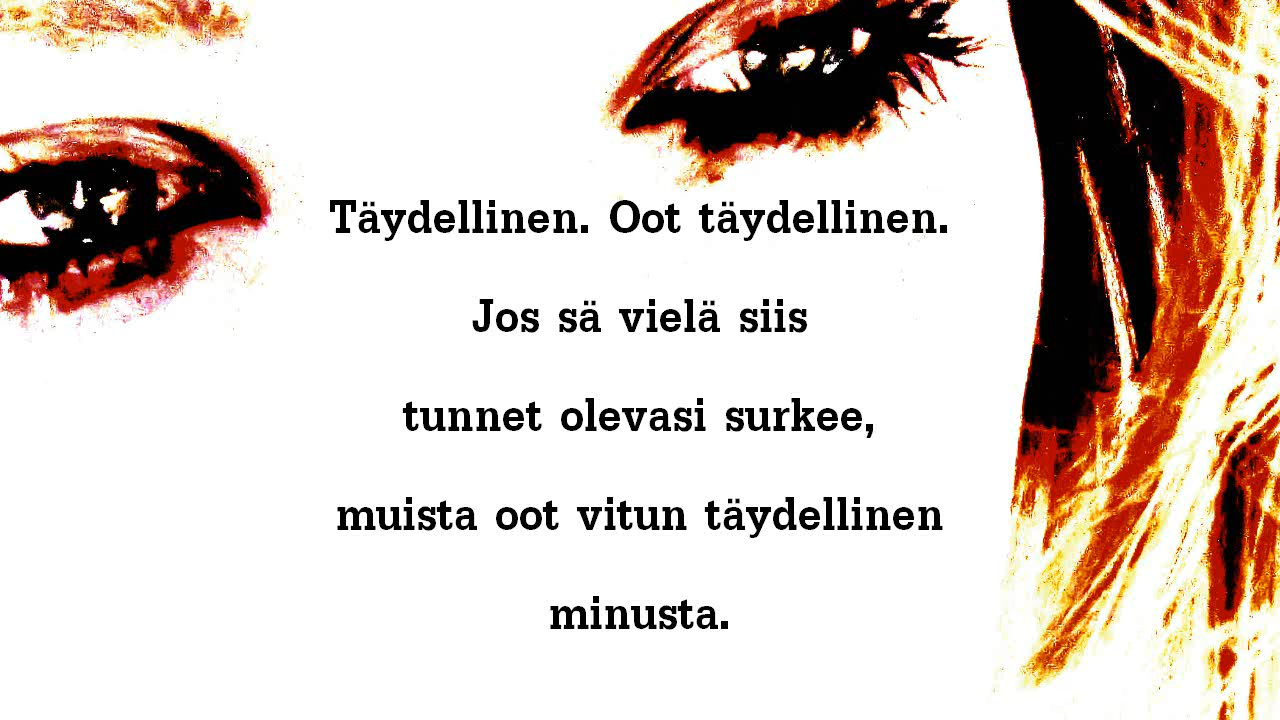 Täydellinen. Oot täydellinen.
Jos sä vielä siis
tunnet olevasi surkee,
muista oot vitun täydellinen
minusta.